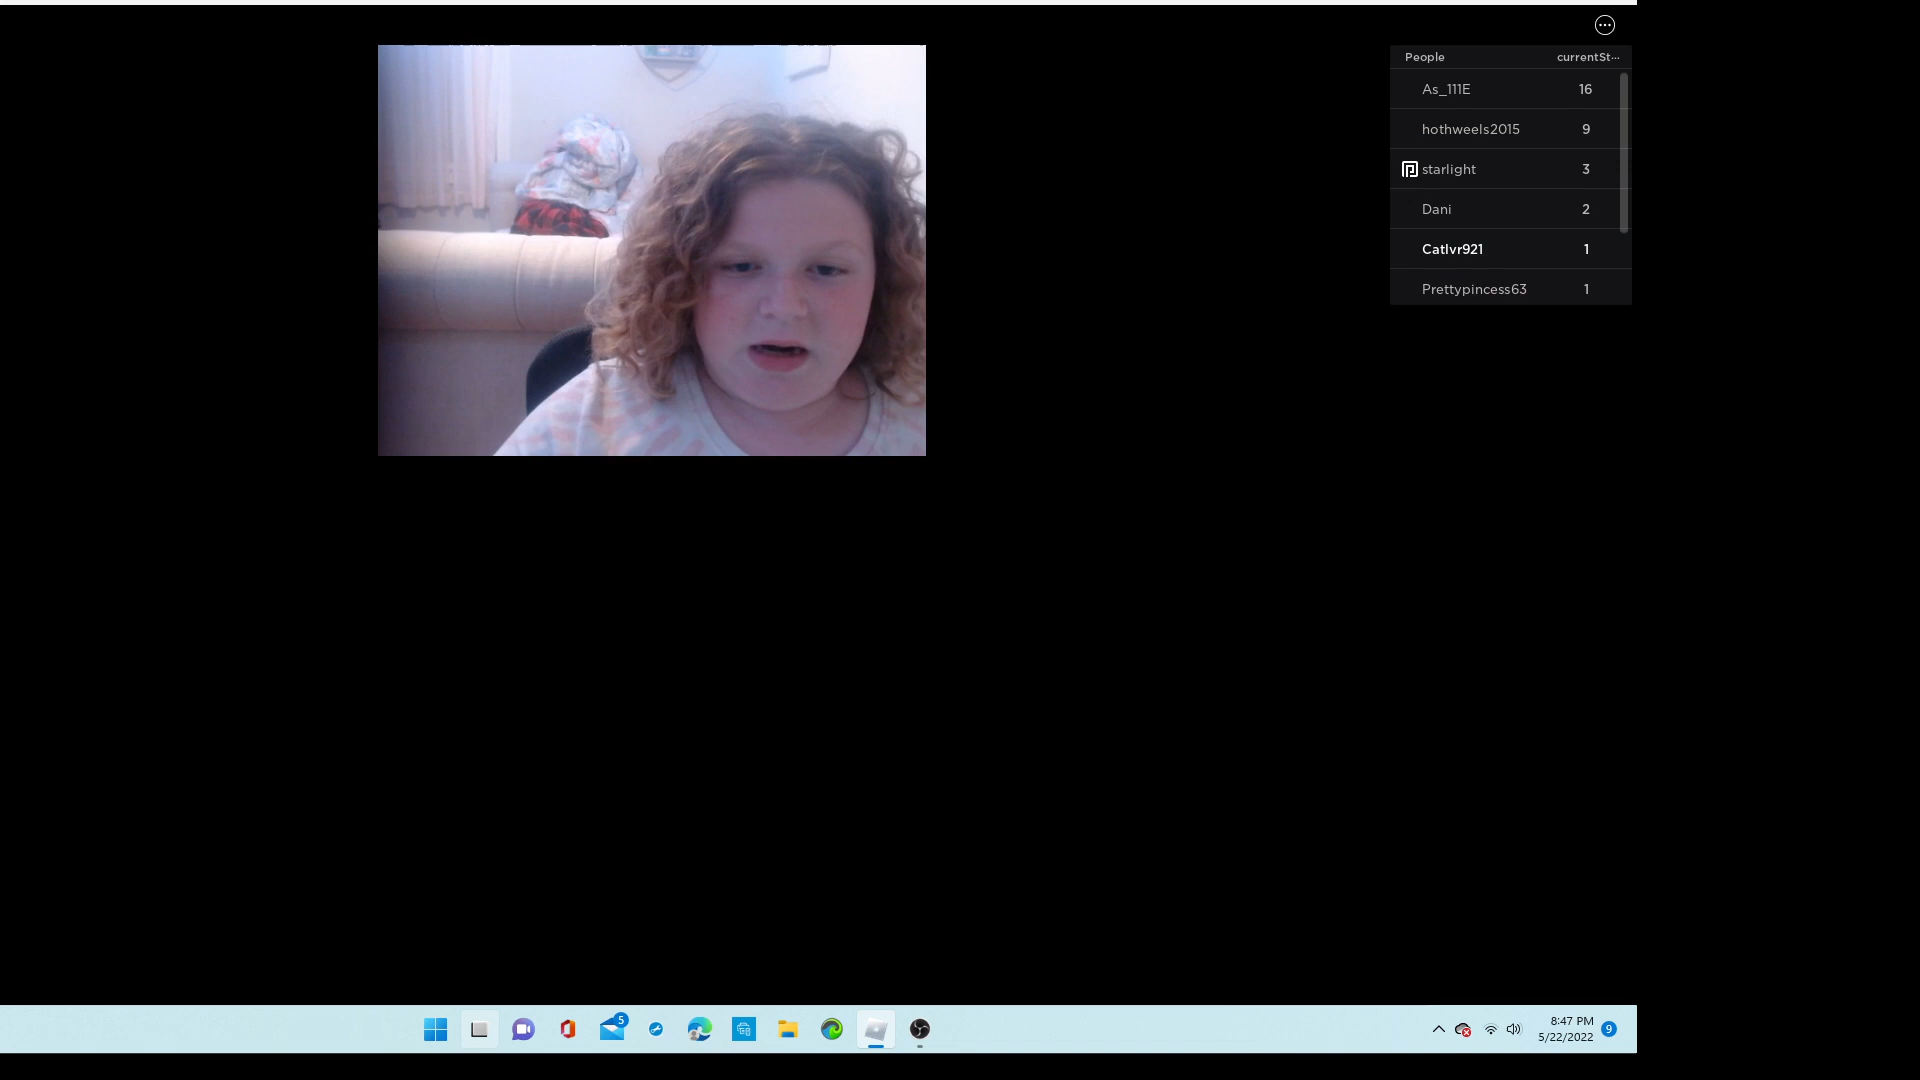 People currentSt...
As_111E 16
hothweels2015 9
starlight 3
Dani 2
Catlvr921 1
Prettypincess63 1
5
8:47 PM
5/22/2022
9